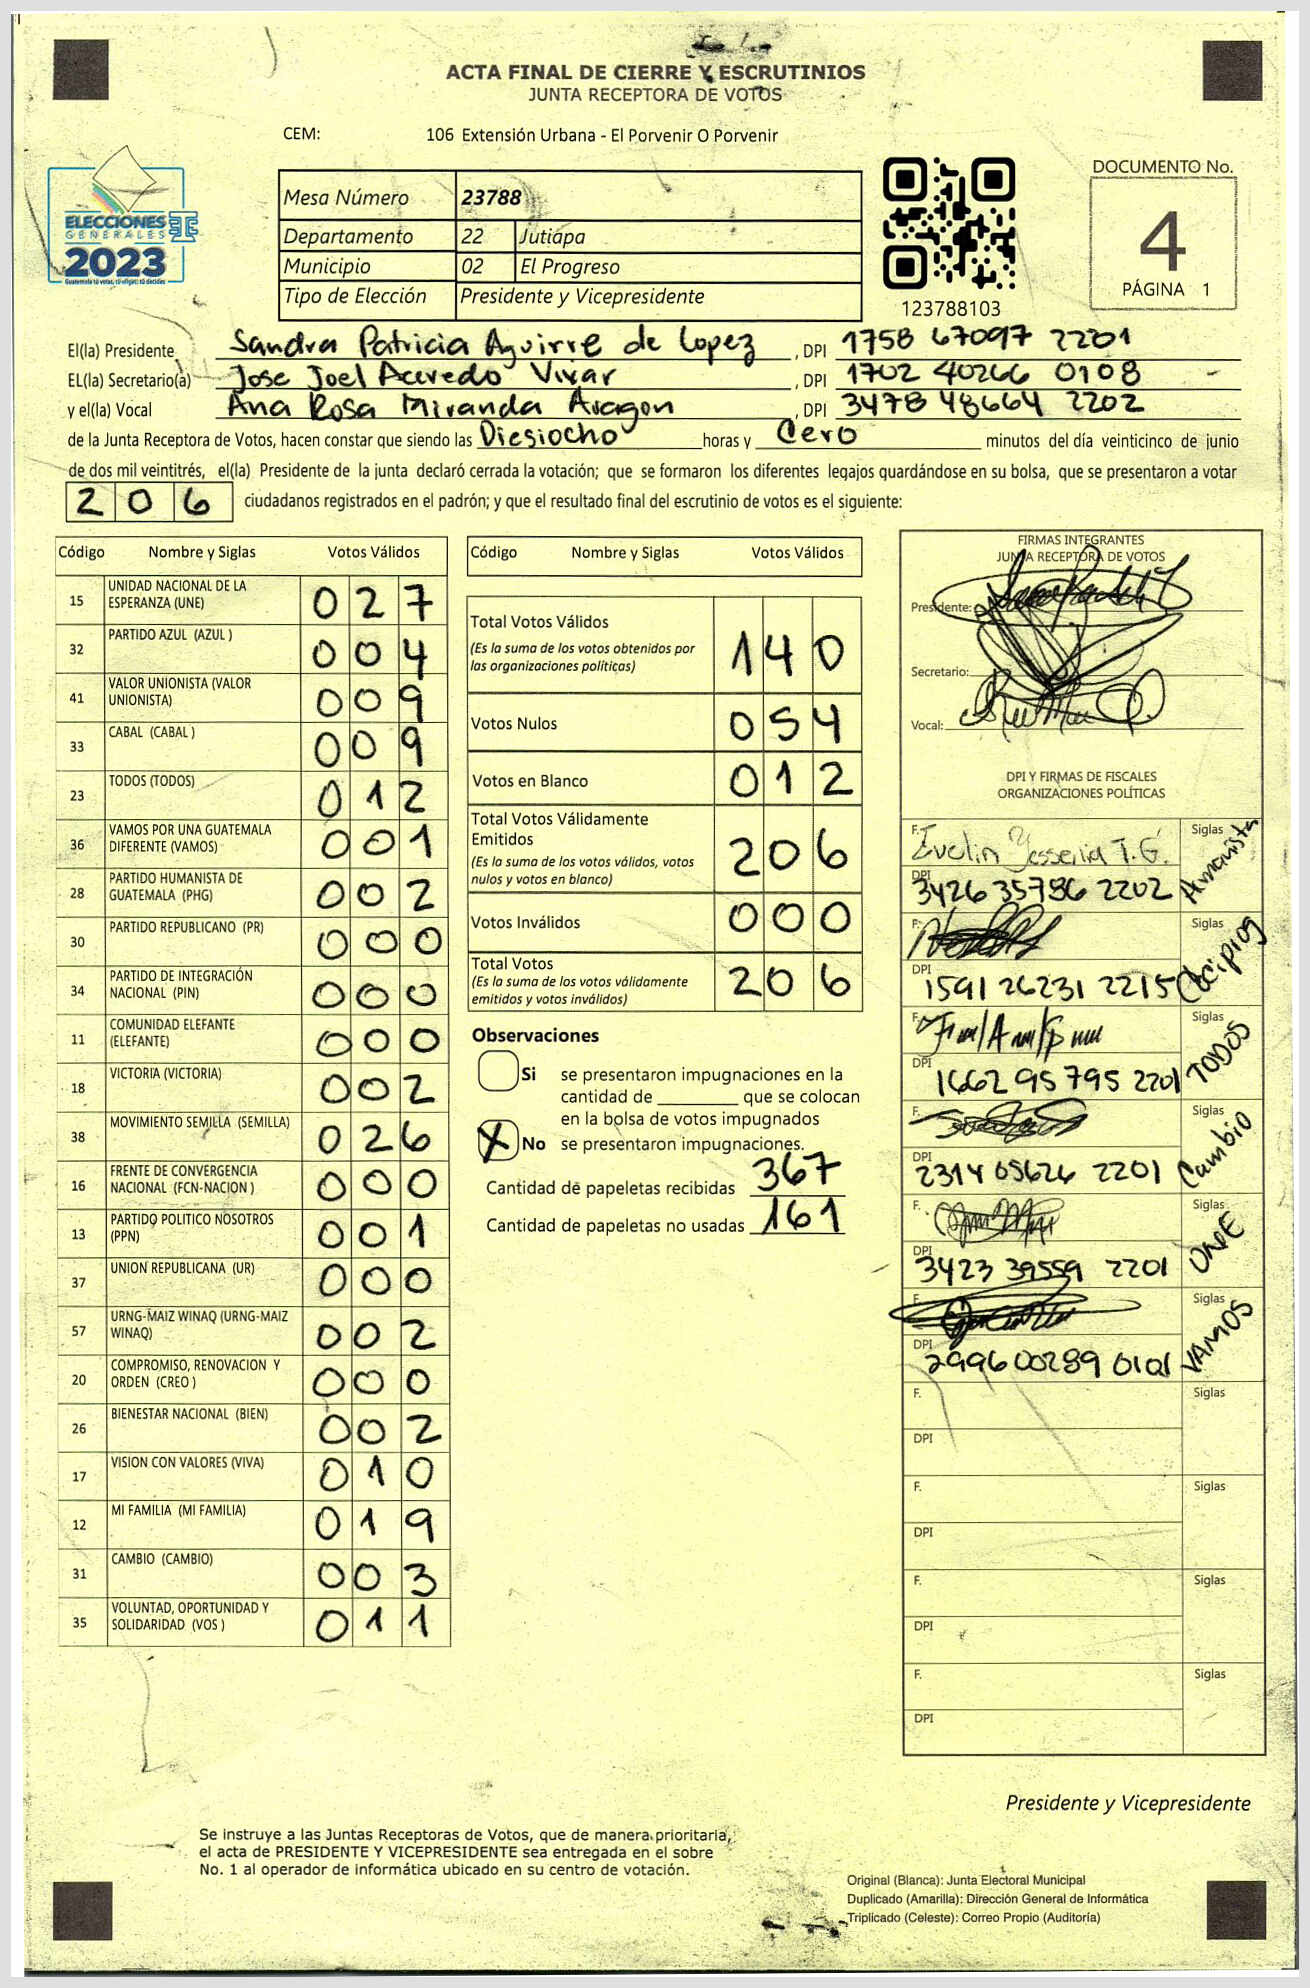 ACTA FINAL DE CIERRE Y ESCRUTINIOS
JUNTA RECEPTORA DE VOTOS
CEM: 106 Extensión Urbana - El Porvenir O Porvenir
ELECCIONES
GENERALES
2023
Guatemala tú votas, tú eliges, tú decides
Mesa Número 23788
Departamento 22 Jutiapa
Municipio 02 El Progreso
Tipo de Elección Presidente y Vicepresidente
123788103
DOCUMENTO No.
4
PÁGINA 1
El(la) Presidente Sandra Patricia Aguirre de Lopez , DPI 1758 67097 2201
EL(la) Secretario(a) Jose Joel Acevedo Vivar , DPI 1702 40266 0108
y el(la) Vocal Ana Rosa Miranda Aragon , DPI 3478 48664 2202
de la Junta Receptora de Votos, hacen constar que siendo las Diesiocho horas y Cero minutos del día veinticinco de junio
de dos mil veintitrés, el(la) Presidente de la junta declaró cerrada la votación; que se formaron los diferentes legajos quardándose en su bolsa, que se presentaron a votar
206 ciudadanos registrados en el padrón; y que el resultado final del escrutinio de votos es el siguiente:
Código Nombre y Siglas Votos Válidos
15 UNIDAD NACIONAL DE LA ESPERANZA (UNE) 027
32 PARTIDO AZUL (AZUL ) 004
41 VALOR UNIONISTA (VALOR UNIONISTA) 009
33 CABAL (CABAL ) 009
23 TODOS (TODOS) 012
36 VAMOS POR UNA GUATEMALA DIFERENTE (VAMOS) 001
28 PARTIDO HUMANISTA DE GUATEMALA (PHG) 002
30 PARTIDO REPUBLICANO (PR) 000
34 PARTIDO DE INTEGRACIÓN NACIONAL (PIN) 000
11 COMUNIDAD ELEFANTE (ELEFANTE) 000
18 VICTORIA (VICTORIA) 002
38 MOVIMIENTO SEMILLA (SEMILLA) 026
16 FRENTE DE CONVERGENCIA NACIONAL (FCN-NACION ) 000
13 PARTIDO POLITICO NOSOTROS (PPN) 001
37 UNION REPUBLICANA (UR) 000
57 URNG-MAIZ WINAQ (URNG-MAIZ WINAQ) 002
20 COMPROMISO, RENOVACION Y ORDEN (CREO ) 000
26 BIENESTAR NACIONAL (BIEN) 002
17 VISION CON VALORES (VIVA) 010
12 MI FAMILIA (MI FAMILIA) 019
31 CAMBIO (CAMBIO) 003
35 VOLUNTAD, OPORTUNIDAD Y SOLIDARIDAD (VOS ) 011
Código Nombre y Siglas Votos Válidos
Total Votos Válidos 140
(Es la suma de los votos obtenidos por
las organizaciones políticas)
Votos Nulos 054
Votos en Blanco 012
Total Votos Válidamente
Emitidos 206
(Es la suma de los votos válidos, votos
nulos y votos en blanco)
Votos Inválidos 000
Total Votos 206
(Es la suma de los votos válidamente
emitidos y votos inválidos)
Observaciones
Si se presentaron impugnaciones en la
cantidad de ________ que se colocan
en la bolsa de votos impugnados
X No se presentaron impugnaciones.
Cantidad de papeletas recibidas 367
Cantidad de papeletas no usadas 161
FIRMAS INTEGRANTES
JUNTA RECEPTORA DE VOTOS
Presidente:
Secretario:
Vocal:
DPI Y FIRMAS DE FISCALES
ORGANIZACIONES POLÍTICAS
F. Evelin Yesserlia T.G. Siglas
DPI 3426 35786 2202
F. Siglas
DPI 1591 26231 2215
F. Siglas TODOS
DPI 1662 95795 2201
F. Siglas Cambio
DPI 2314 05626 2201
F. Siglas UNE
DPI 3423 39559 2201
F. Siglas VAMOS
DPI 2996 00289 0101
F. Siglas
DPI
F. Siglas
DPI
F. Siglas
DPI
F. Siglas
DPI
Presidente y Vicepresidente
Se instruye a las Juntas Receptoras de Votos, que de manera prioritaria,
el acta de PRESIDENTE Y VICEPRESIDENTE sea entregada en el sobre
No. 1 al operador de informática ubicado en su centro de votación.
Original (Blanca): Junta Electoral Municipal
Duplicado (Amarilla): Dirección General de Informática
Triplicado (Celeste): Correo Propio (Auditoría)